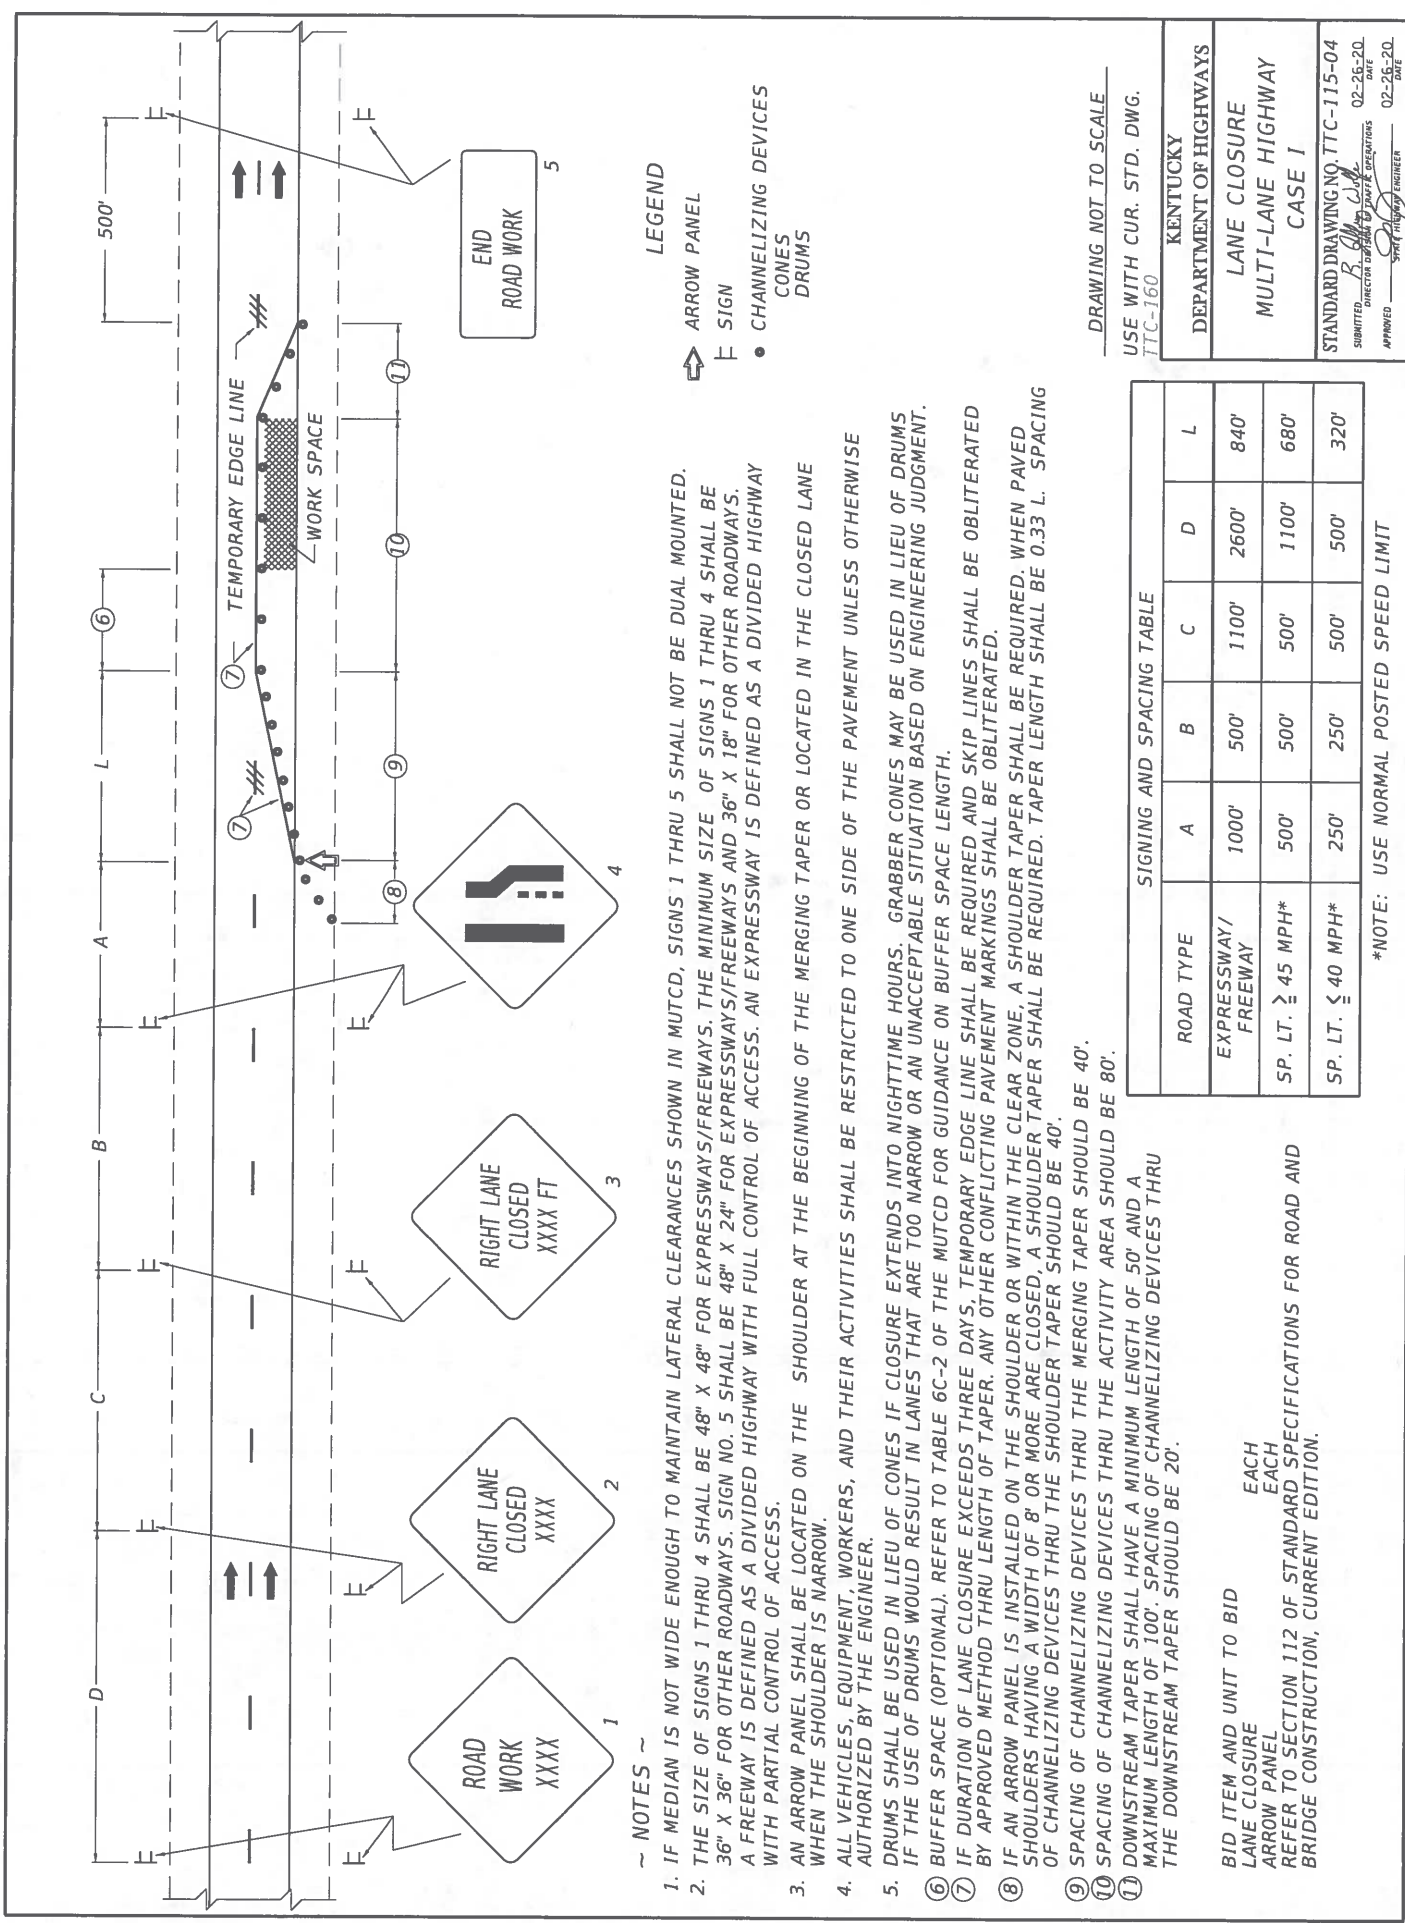 D
C
B
A
L
6
500'
7
TEMPORARY EDGE LINE
7
WORK SPACE
8
9
10
11
ROAD
WORK
XXXX
1
RIGHT LANE
CLOSED
XXXX
2
RIGHT LANE
CLOSED
XXXX FT
3
4
END
ROAD WORK
5
LEGEND
ARROW PANEL
SIGN
CHANNELIZING DEVICES
CONES
DRUMS
~ NOTES ~
1. IF MEDIAN IS NOT WIDE ENOUGH TO MAINTAIN LATERAL CLEARANCES SHOWN IN MUTCD, SIGNS 1 THRU 5 SHALL NOT BE DUAL MOUNTED.
2. THE SIZE OF SIGNS 1 THRU 4 SHALL BE 48" X 48" FOR EXPRESSWAYS/FREEWAYS. THE MINIMUM SIZE OF SIGNS 1 THRU 4 SHALL BE
36" X 36" FOR OTHER ROADWAYS. SIGN NO. 5 SHALL BE 48" X 24" FOR EXPRESSWAYS/FREEWAYS AND 36" X 18" FOR OTHER ROADWAYS.
A FREEWAY IS DEFINED AS A DIVIDED HIGHWAY WITH FULL CONTROL OF ACCESS. AN EXPRESSWAY IS DEFINED AS A DIVIDED HIGHWAY
WITH PARTIAL CONTROL OF ACCESS.
3. AN ARROW PANEL SHALL BE LOCATED ON THE SHOULDER AT THE BEGINNING OF THE MERGING TAPER OR LOCATED IN THE CLOSED LANE
WHEN THE SHOULDER IS NARROW.
4. ALL VEHICLES, EQUIPMENT, WORKERS, AND THEIR ACTIVITIES SHALL BE RESTRICTED TO ONE SIDE OF THE PAVEMENT UNLESS OTHERWISE
AUTHORIZED BY THE ENGINEER.
5. DRUMS SHALL BE USED IN LIEU OF CONES IF CLOSURE EXTENDS INTO NIGHTTIME HOURS. GRABBER CONES MAY BE USED IN LIEU OF DRUMS
IF THE USE OF DRUMS WOULD RESULT IN LANES THAT ARE TOO NARROW OR AN UNACCEPTABLE SITUATION BASED ON ENGINEERING JUDGMENT.
6 BUFFER SPACE (OPTIONAL), REFER TO TABLE 6C-2 OF THE MUTCD FOR GUIDANCE ON BUFFER SPACE LENGTH.
7 IF DURATION OF LANE CLOSURE EXCEEDS THREE DAYS, TEMPORARY EDGE LINE SHALL BE REQUIRED AND SKIP LINES SHALL BE OBLITERATED
BY APPROVED METHOD THRU LENGTH OF TAPER. ANY OTHER CONFLICTING PAVEMENT MARKINGS SHALL BE OBLITERATED.
8 IF AN ARROW PANEL IS INSTALLED ON THE SHOULDER OR WITHIN THE CLEAR ZONE, A SHOULDER TAPER SHALL BE REQUIRED. WHEN PAVED
SHOULDERS HAVING A WIDTH OF 8' OR MORE ARE CLOSED, A SHOULDER TAPER SHALL BE REQUIRED. TAPER LENGTH SHALL BE 0.33 L. SPACING
OF CHANNELIZING DEVICES THRU THE SHOULDER TAPER SHOULD BE 40'.
9 SPACING OF CHANNELIZING DEVICES THRU THE MERGING TAPER SHOULD BE 40'.
10 SPACING OF CHANNELIZING DEVICES THRU THE ACTIVITY AREA SHOULD BE 80'.
11 DOWNSTREAM TAPER SHALL HAVE A MINIMUM LENGTH OF 50' AND A
MAXIMUM LENGTH OF 100'. SPACING OF CHANNELIZING DEVICES THRU
THE DOWNSTREAM TAPER SHOULD BE 20'.
BID ITEM AND UNIT TO BID
LANE CLOSURE EACH
ARROW PANEL EACH
REFER TO SECTION 112 OF STANDARD SPECIFICATIONS FOR ROAD AND
BRIDGE CONSTRUCTION, CURRENT EDITION.
SIGNING AND SPACING TABLE
ROAD TYPE A B C D L
EXPRESSWAY/
FREEWAY 1000' 500' 1100' 2600' 840'
SP. LT. ≧ 45 MPH* 500' 500' 500' 1100' 680'
SP. LT. ≦ 40 MPH* 250' 250' 500' 500' 320'
*NOTE: USE NORMAL POSTED SPEED LIMIT
DRAWING NOT TO SCALE
USE WITH CUR. STD. DWG.
TTC-160
KENTUCKY
DEPARTMENT OF HIGHWAYS
LANE CLOSURE
MULTI-LANE HIGHWAY
CASE I
STANDARD DRAWING NO. TTC-115-04
SUBMITTED 02-26-20
DIRECTOR DIVISION OF TRAFFIC OPERATIONS DATE
APPROVED 02-26-20
STATE HIGHWAY ENGINEER DATE